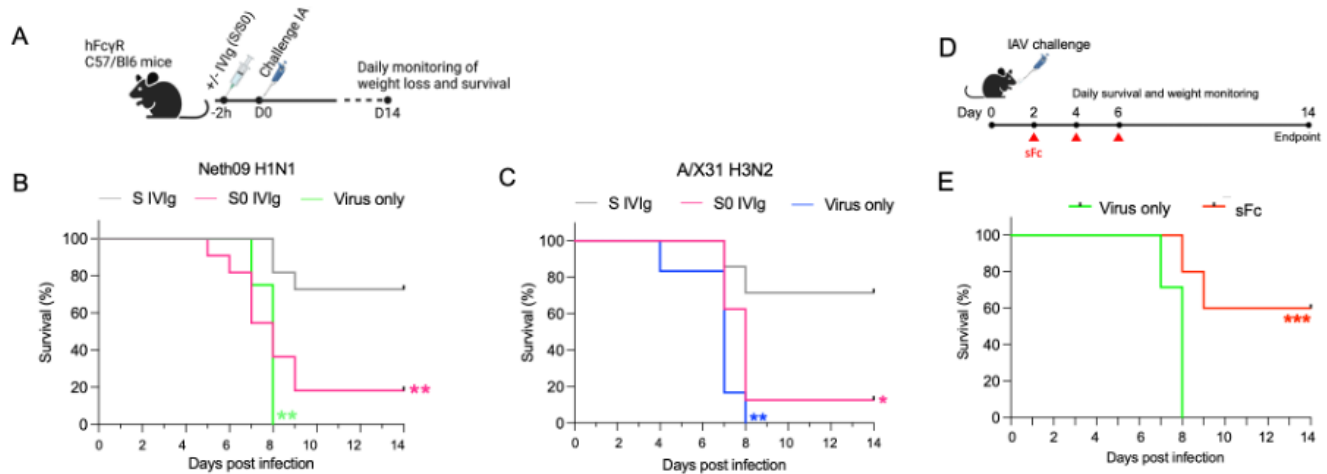 A
hFcγR
C57/Bl6 mice
+/- IVIg (S/S0)
Challenge IA
Daily monitoring of
weight loss and survival
-2h D0 D14
D
IAV challenge
Daily survival and weight monitoring
Day 0 2 4 6 14
sFc
Endpoint
B
Neth09 H1N1
S IVIg S0 IVIg Virus only
100
80
60
40
20
0
Survival (%)
**
**
0 2 4 6 8 10 12 14
Days post infection
C
A/X31 H3N2
S IVIg S0 IVIg Virus only
100
80
60
40
20
0
Survival (%)
*
**
0 2 4 6 8 10 12 14
Days post infection
E
Virus only sFc
100
80
60
40
20
0
Survival (%)
***
0 2 4 6 8 10 12 14
Days post infection